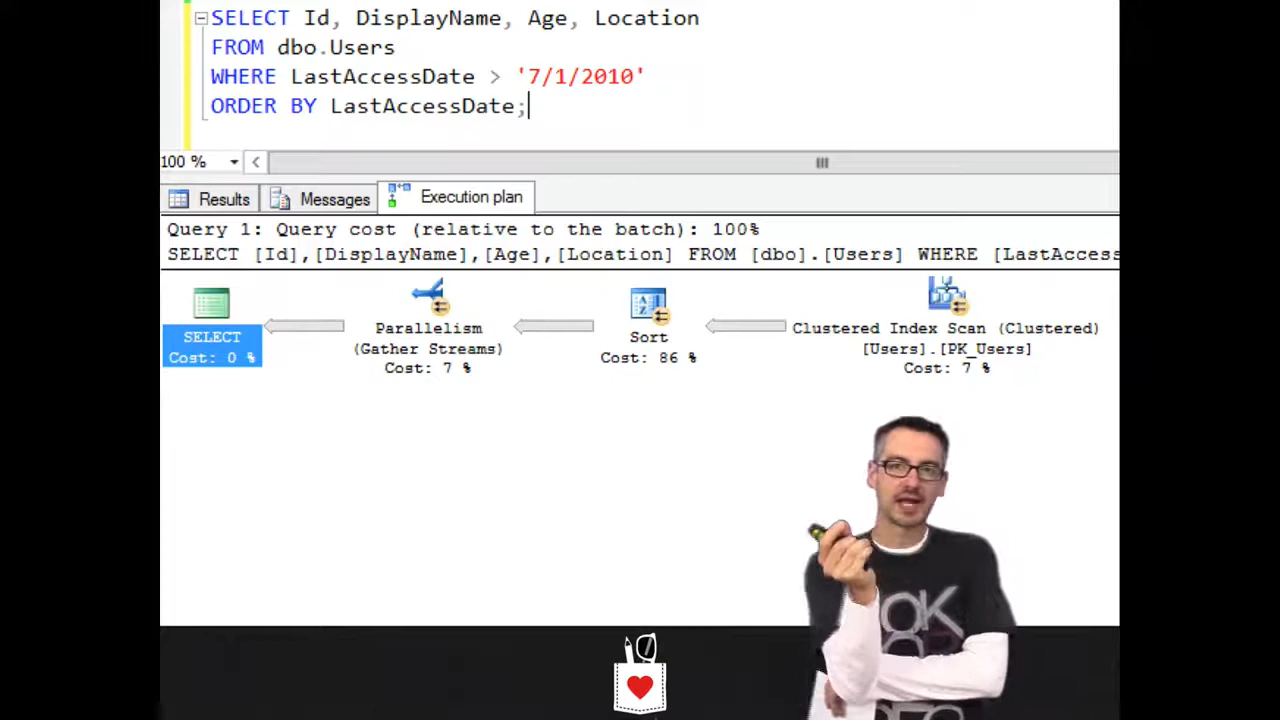 SELECT Id, DisplayName, Age, Location
FROM dbo.Users
WHERE LastAccessDate > '7/1/2010'
ORDER BY LastAccessDate;
100 %
Results Messages Execution plan
Query 1: Query cost (relative to the batch): 100%
SELECT [Id],[DisplayName],[Age],[Location] FROM [dbo].[Users] WHERE [LastAccess
SELECT
Cost: 0 %
Parallelism
(Gather Streams)
Cost: 7 %
Sort
Cost: 86 %
Clustered Index Scan (Clustered)
[Users].[PK_Users]
Cost: 7 %